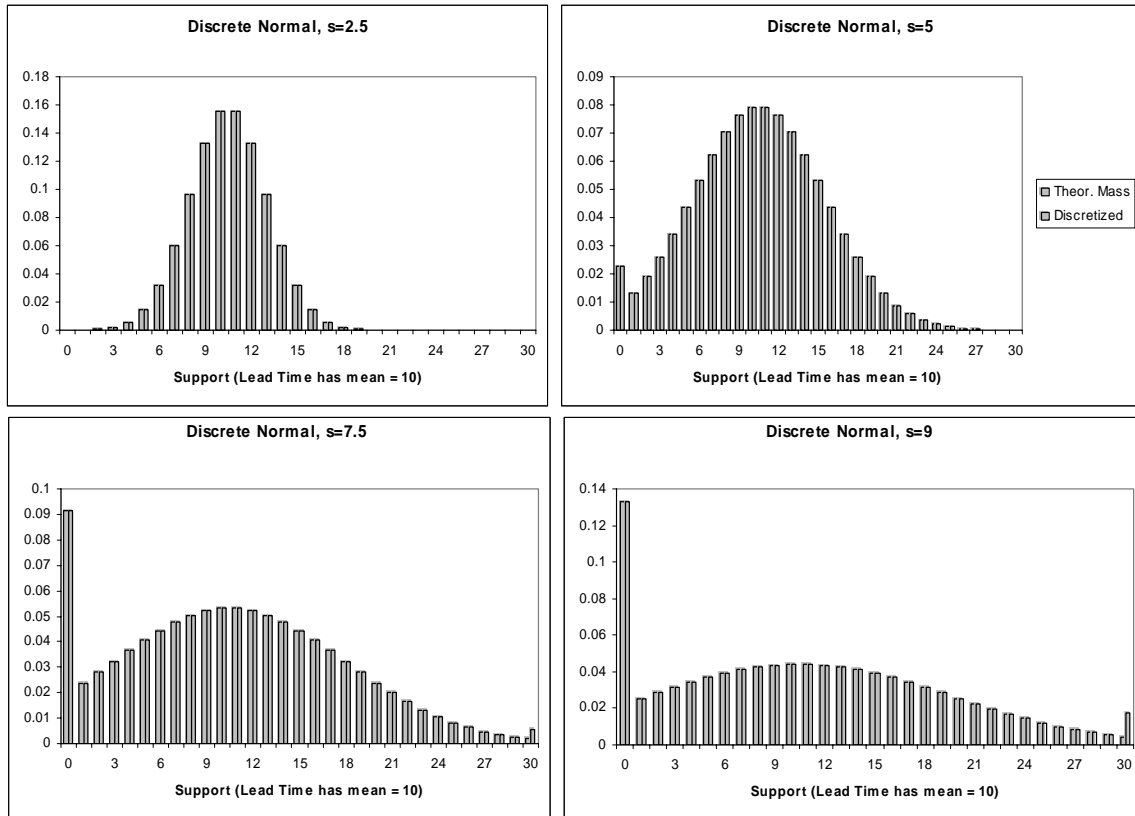 Discrete Normal, s=2.5
0.18
0.16
0.14
0.12
0.1
0.08
0.06
0.04
0.02
0
0 3 6 9 12 15 18 21 24 27 30
Support (Lead Time has mean = 10)
Discrete Normal, s=5
0.09
0.08
0.07
0.06
0.05
0.04
0.03
0.02
0.01
0
0 3 6 9 12 15 18 21 24 27 30
Support (Lead Time has mean = 10)
Theor. Mass
Discretized
Discrete Normal, s=7.5
0.1
0.09
0.08
0.07
0.06
0.05
0.04
0.03
0.02
0.01
0
0 3 6 9 12 15 18 21 24 27 30
Support (Lead Time has mean = 10)
Discrete Normal, s=9
0.14
0.12
0.1
0.08
0.06
0.04
0.02
0
0 3 6 9 12 15 18 21 24 27 30
Support (Lead Time has mean = 10)